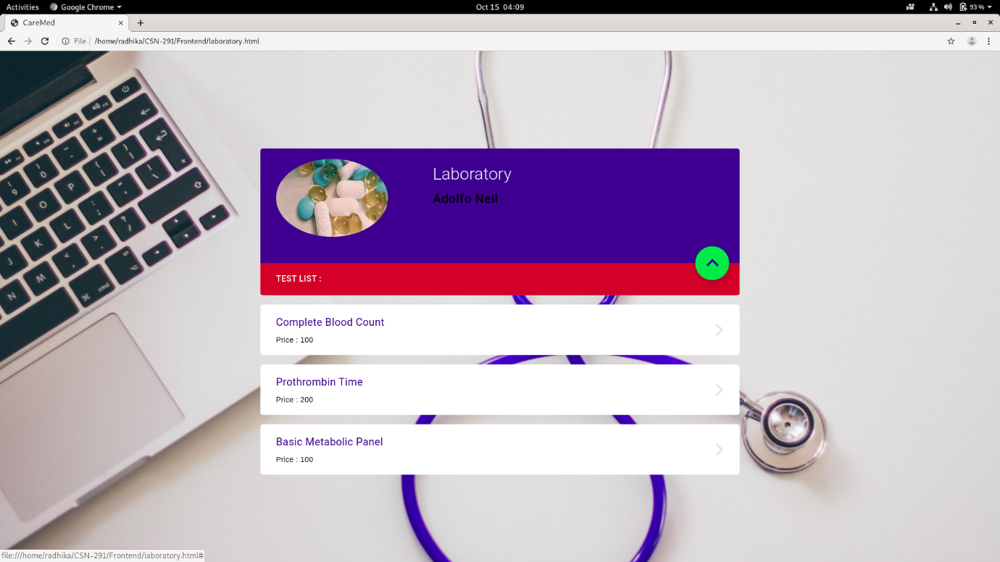 Activities Google Chrome Oct 15 04:09 93 %
CareMed
File /home/radhika/CSN-291/Frontend/laboratory.html
Laboratory
Adolfo Neil
TEST LIST :
Complete Blood Count
Price : 100
Prothrombin Time
Price : 200
Basic Metabolic Panel
Price : 100
cmd
file:///home/radhika/CSN-291/Frontend/laboratory.html#